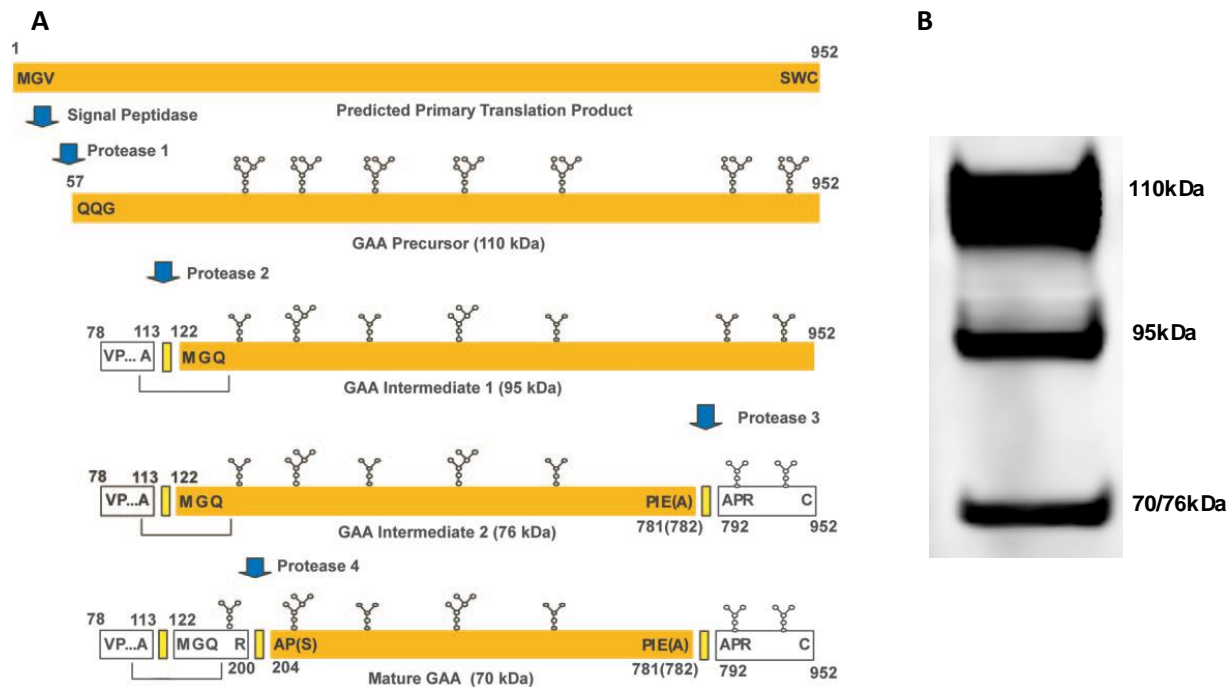 A
B
1 952
MGV SWC
Signal Peptidase Predicted Primary Translation Product
Protease 1
57 952
QQG
GAA Precursor (110 kDa)
Protease 2
78 113 122 952
VP... A MGQ
GAA Intermediate 1 (95 kDa)
Protease 3
78 113 122
VP...A MGQ PIE(A) APR C
GAA Intermediate 2 (76 kDa) 781(782) 792 952
Protease 4
78 113 122
VP...A MGQ R AP(S) PIE(A) APR C
200 204 Mature GAA (70 kDa) 781(782) 792 952
110kDa
95kDa
70/76kDa